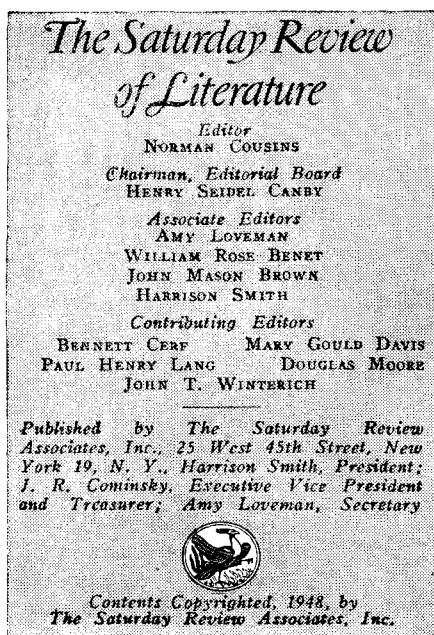 The Saturday Review
of Literature
Editor
NORMAN COUSINS
Chairman, Editorial Board
HENRY SEIDEL CANBY
Associate Editors
AMY LOVEMAN
WILLIAM ROSE BENET
JOHN MASON BROWN
HARRISON SMITH
Contributing Editors
BENNETT CERF MARY GOULD DAVIS
PAUL HENRY LANG DOUGLAS MOORE
JOHN T. WINTERICH
Published by The Saturday Review
Associates, Inc., 25 West 45th Street, New
York 19, N. Y., Harrison Smith, President;
J. R. Cominsky, Executive Vice President
and Treasurer; Amy Loveman, Secretary
Contents Copyrighted, 1948, by
The Saturday Review Associates, Inc.